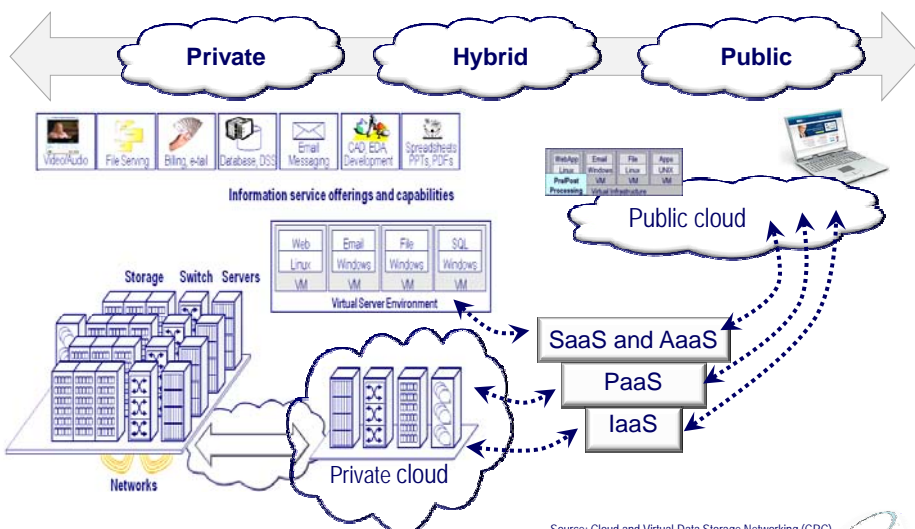 Private
Hybrid
Public
Video/Audio
File Serving
Billing, e-tail
Database, DSS
Email
Messaging
CAD, EDA,
Development
Spreadsheets
PPTs, PDFs
Information service offerings and capabilities
WebApp Email File Apps
Linux Windows Linux UNIX
Pre/Post VM VM VM
Processing Virtual Infrastructure
Public cloud
Web Email File SQL
Linux Windows Windows Windows
VM VM VM VM
Virtual Server Environment
Storage Switch Servers
SaaS and AaaS
PaaS
IaaS
Private cloud
Networks
Source: Cloud and Virtual Data Storage Networking (CRC)